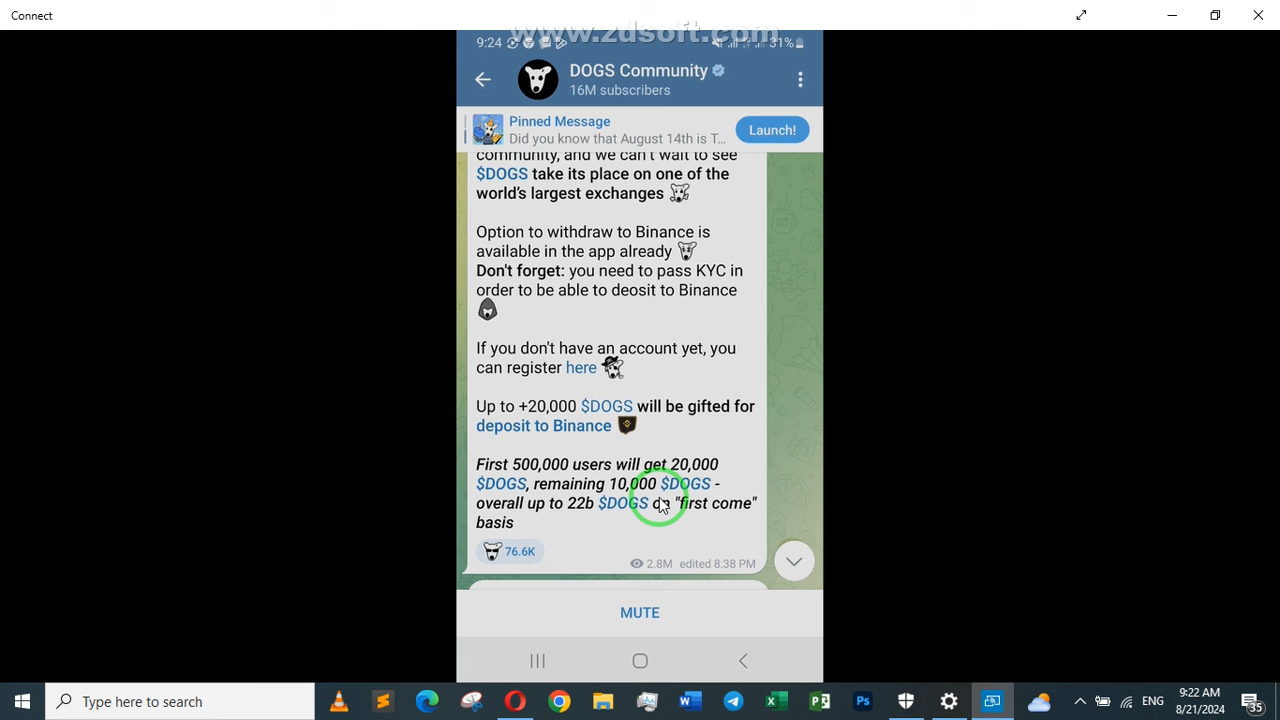 Connect
www.zdsoft.com
9:24
31%
DOGS Community
16M subscribers
Pinned Message
Did you know that August 14th is T...
Launch!
community, and we can't wait to see
$DOGS take its place on one of the
world's largest exchanges
Option to withdraw to Binance is
available in the app already
Don't forget: you need to pass KYC in
order to be able to deosit to Binance
If you don't have an account yet, you
can register here
Up to +20,000 $DOGS will be gifted for
deposit to Binance
First 500,000 users will get 20,000
$DOGS, remaining 10,000 $DOGS -
overall up to 22b $DOGS on "first come"
basis
76.6K
2.8M edited 8:38 PM
MUTE
Type here to search
ENG
9:22 AM
8/21/2024
35